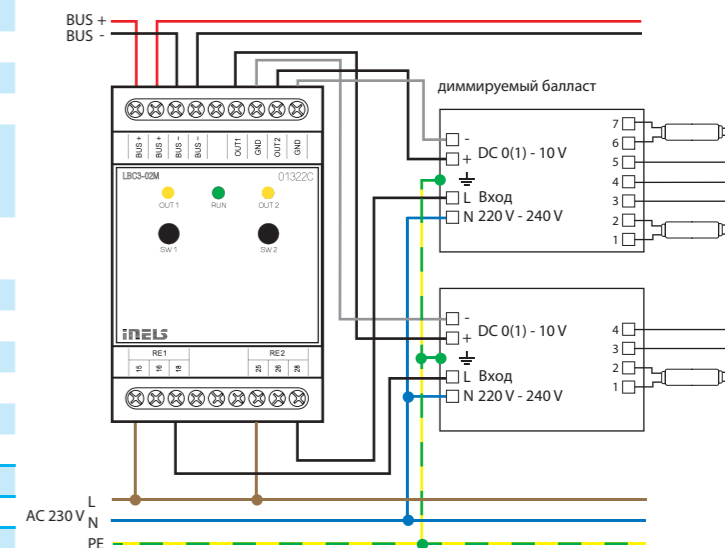 BUS +
BUS -
диммируемый балласт
BUS +
BUS +
BUS -
BUS -
OUT1
GND
OUT2
GND
LBC3-02M
01322C
OUT 1
RUN
OUT 2
SW 1
SW 2
iNELS
RE1
RE2
15
16
18
25
26
28
-
+ DC 0(1) - 10 V
L Вход
N 220 V - 240 V
7
6
5
4
3
2
1
-
+ DC 0(1) - 10 V
L Вход
N 220 V - 240 V
4
3
2
1
L
AC 230 V N
PE